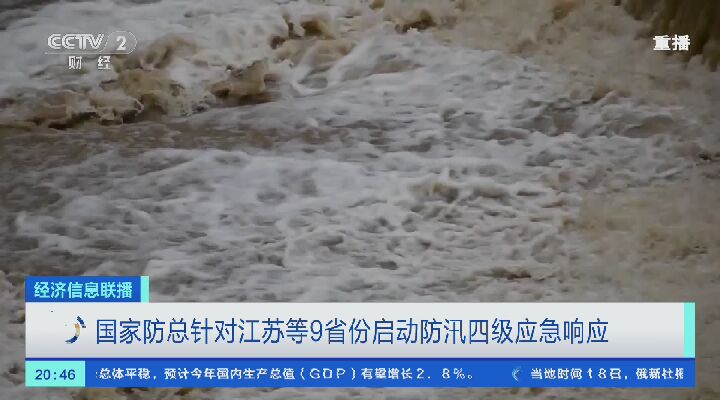 CCTV 2
财 经
重播
经济信息联播
国家防总针对江苏等9省份启动防汛四级应急响应
20:46
总体平稳,预计今年国内生产总值(GDP)有望增长2.8%。 当地时间18日,俄新社报